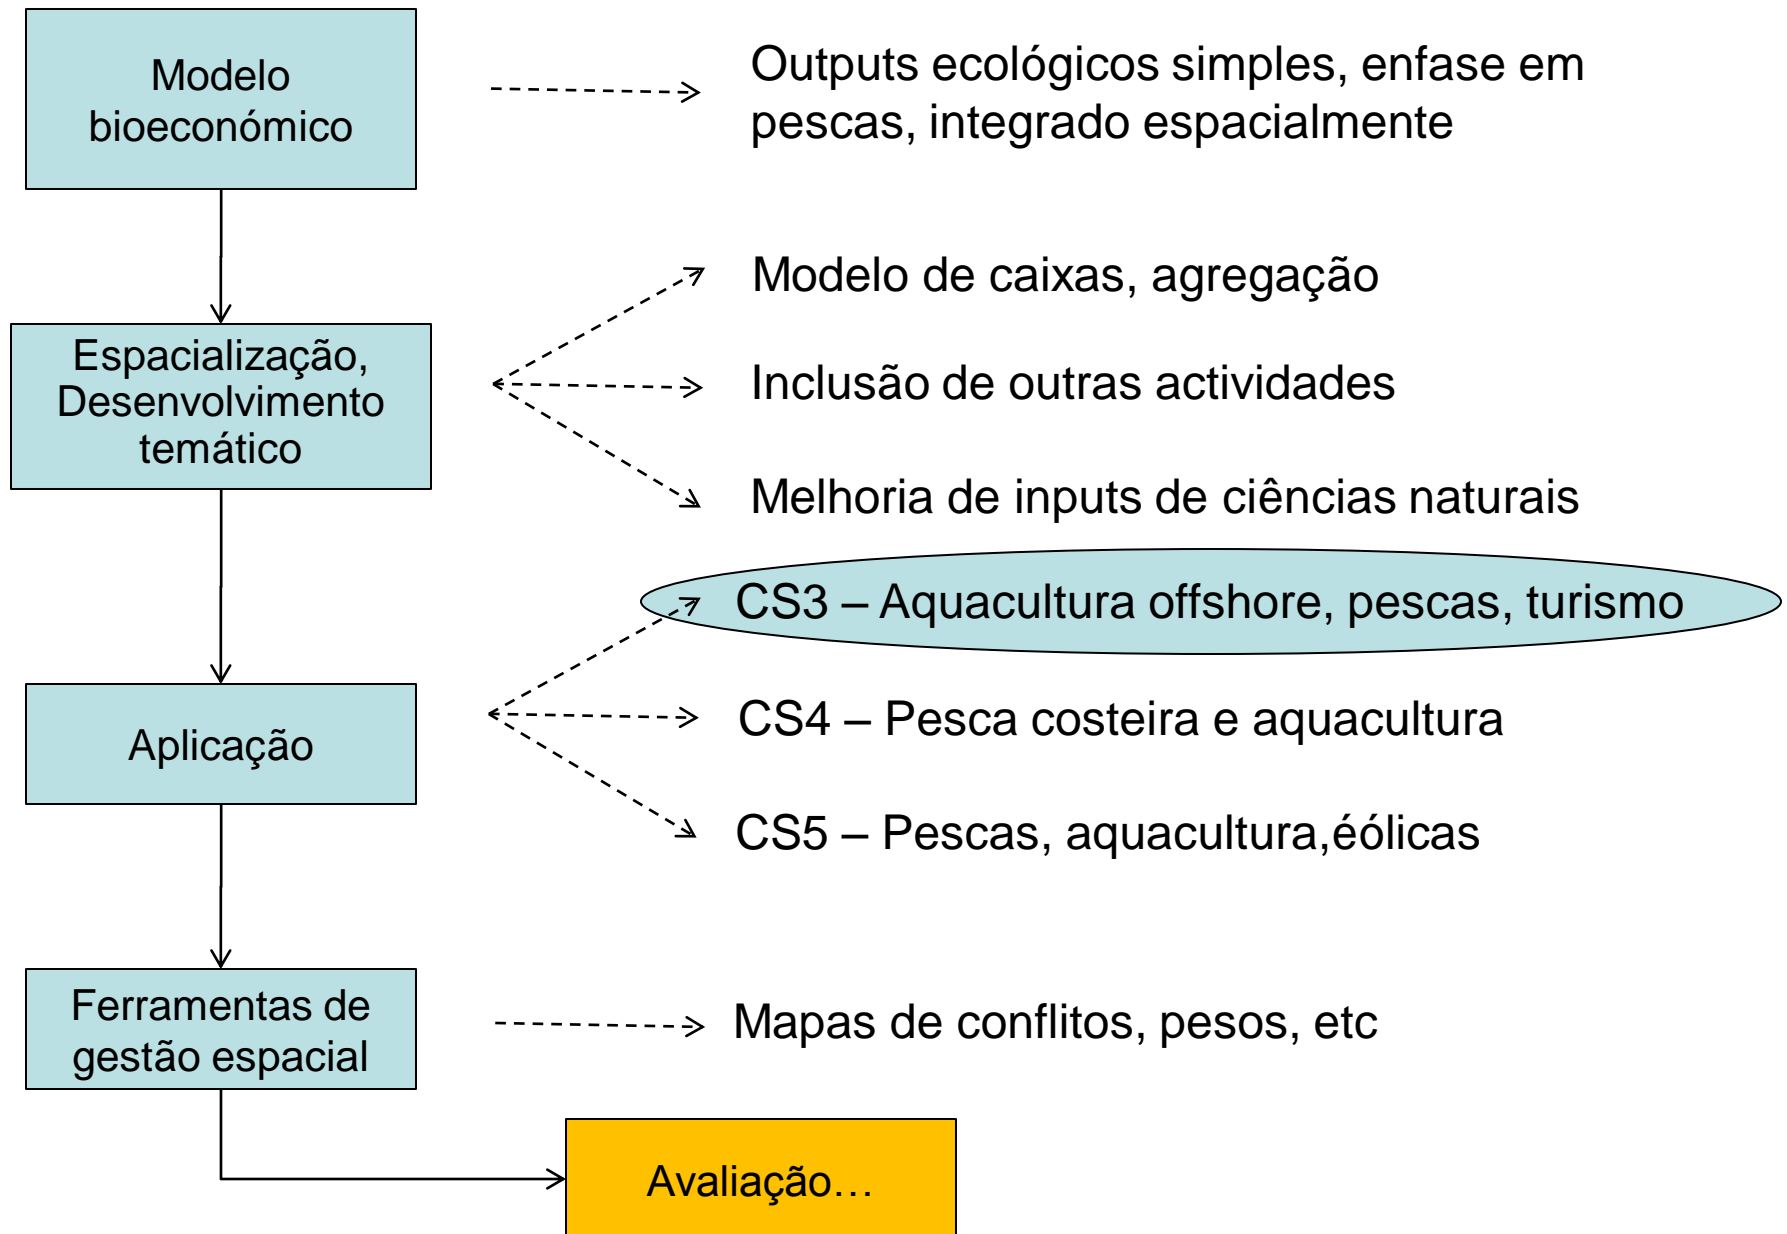 Modelo
bioeconómico
Outputs ecológicos simples, enfase em
pescas, integrado espacialmente
Espacialização,
Desenvolvimento
temático
Modelo de caixas, agregação
Inclusão de outras actividades
Melhoria de inputs de ciências naturais
Aplicação
CS3 – Aquacultura offshore, pescas, turismo
CS4 – Pesca costeira e aquacultura
CS5 – Pescas, aquacultura,éólicas
Ferramentas de
gestão espacial
Mapas de conflitos, pesos, etc
Avaliação…